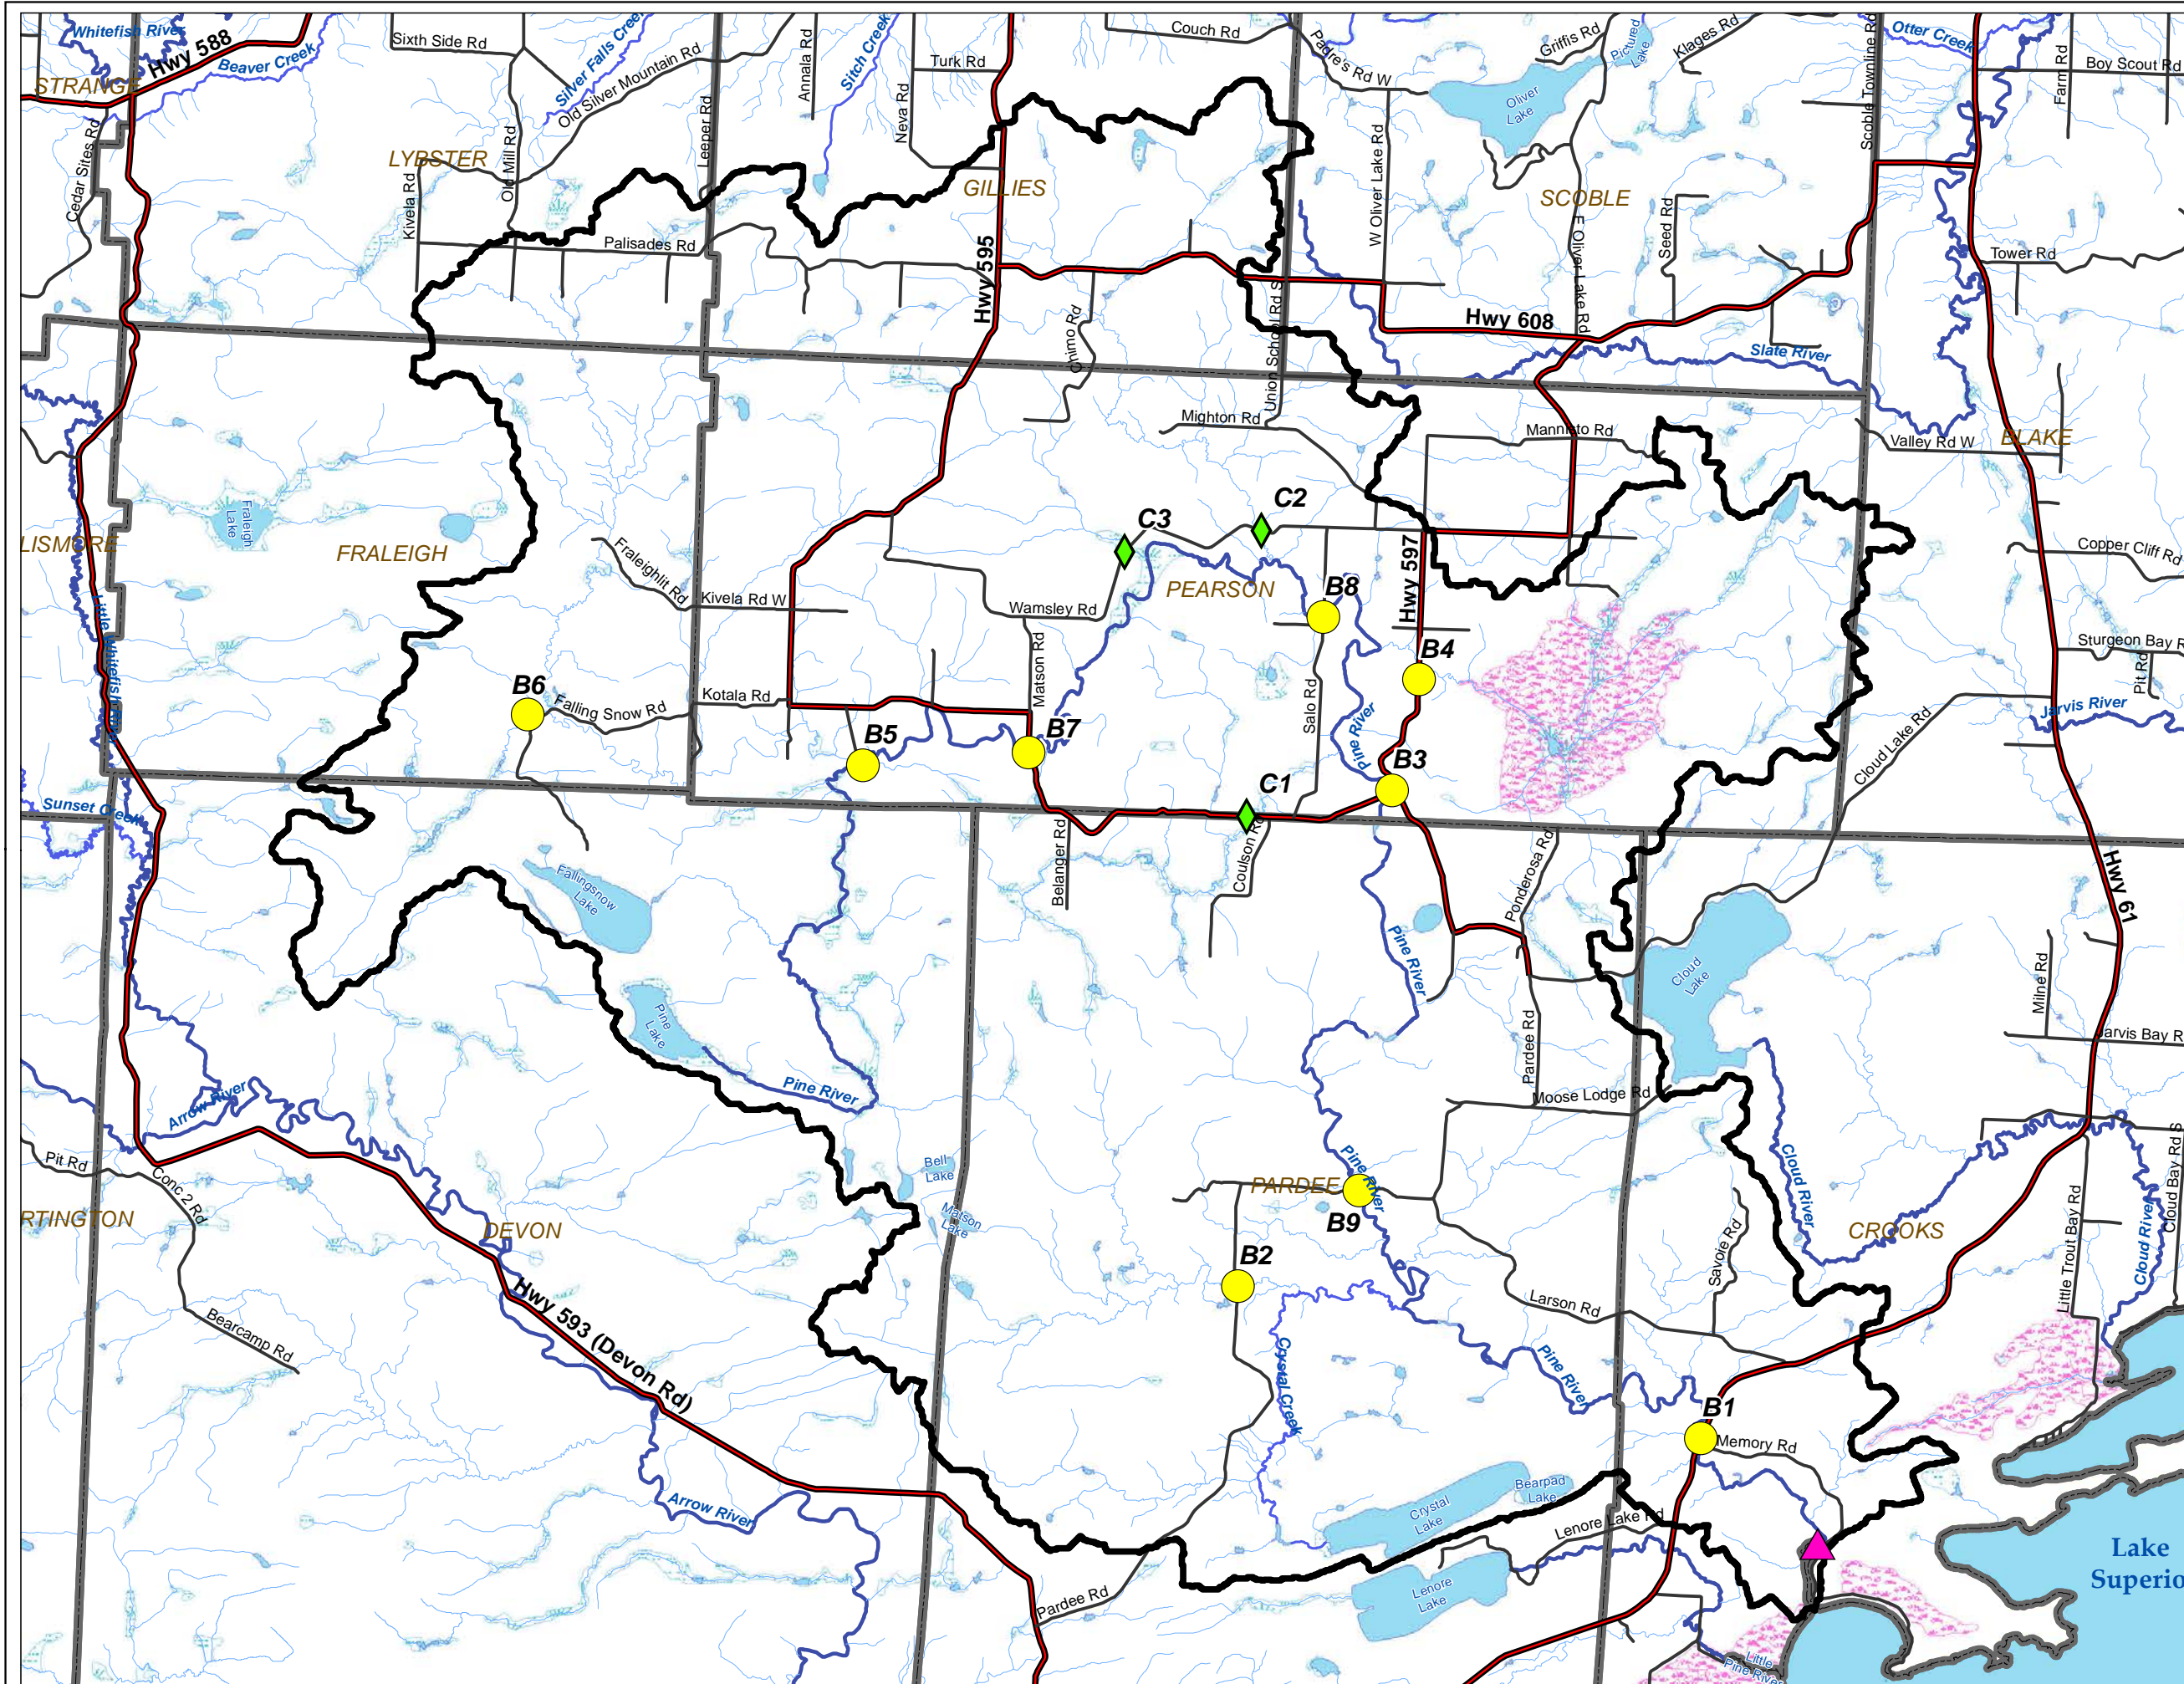 Whitefish River
Hwy 588
Beaver Creek
STRANGE
Sixth Side Rd
Silver Falls Creek
Old Silver Mountain Rd
Annala Rd
Sitch Creek
Turk Rd
Neva Rd
Couch Rd
Padre's Rd W
Griffis Rd
Pictured
Lake
Klages Rd
Scoble Townline Rd
Otter Creek
Farm Rd
Boy Scout Rd
Oliver
Lake
Cedar Sites Rd
LYBSTER
Kivela Rd
Old Mill Rd
Leeper Rd
GILLIES
W Oliver Lake Rd
SCOBLE
E Oliver Lake Rd
Seed Rd
Palisades Rd
Hwy 595
Tower Rd
Chimo Rd
Union School Rd S
Hwy 608
Slate River
Mighton Rd
Mannisto Rd
Valley Rd W
BLAKE
Fraleigh
Lake
LISMORE
FRALEIGH
C3
C2
Copper Cliff Rd
Fraleighlit Rd
Kivela Rd W
Wamsley Rd
PEARSON
B8
Hwy 597
Little Whitefish River
Matson Rd
B4
Sturgeon Bay R
Pit Rd
B6
Falling Snow Rd
Kotala Rd
Salo Rd
Pine River
Jarvis River
B5
B7
B3
Cloud Lake Rd
C1
Sunset Creek
Belanger Rd
Coulson Rd
Ponderosa Rd
Hwy 61
Fallingsnow
Lake
Pine River
Cloud
Lake
Milne Rd
Pine
Lake
Pardee Rd
Jarvis Bay R
Pine River
Moose Lodge Rd
Arrow River
Pit Rd
Conc 2 Rd
Bell
Lake
Pine River
Cloud River
PARDEE
B9
RTINGTON
DEVON
Matson
Lake
CROOKS
Savoie Rd
Little Trout Bay Rd
Cloud River
Cloud Bay Rd S
B2
Hwy 593 (Devon Rd)
Larson Rd
Bearcamp Rd
Crystal Creek
Pine River
B1
Memory Rd
Arrow River
Crystal
Lake
Bearpad
Lake
Lenore Lake Rd
Lake
Superio
Lenore
Lake
Pardee Rd
Little
Pine River